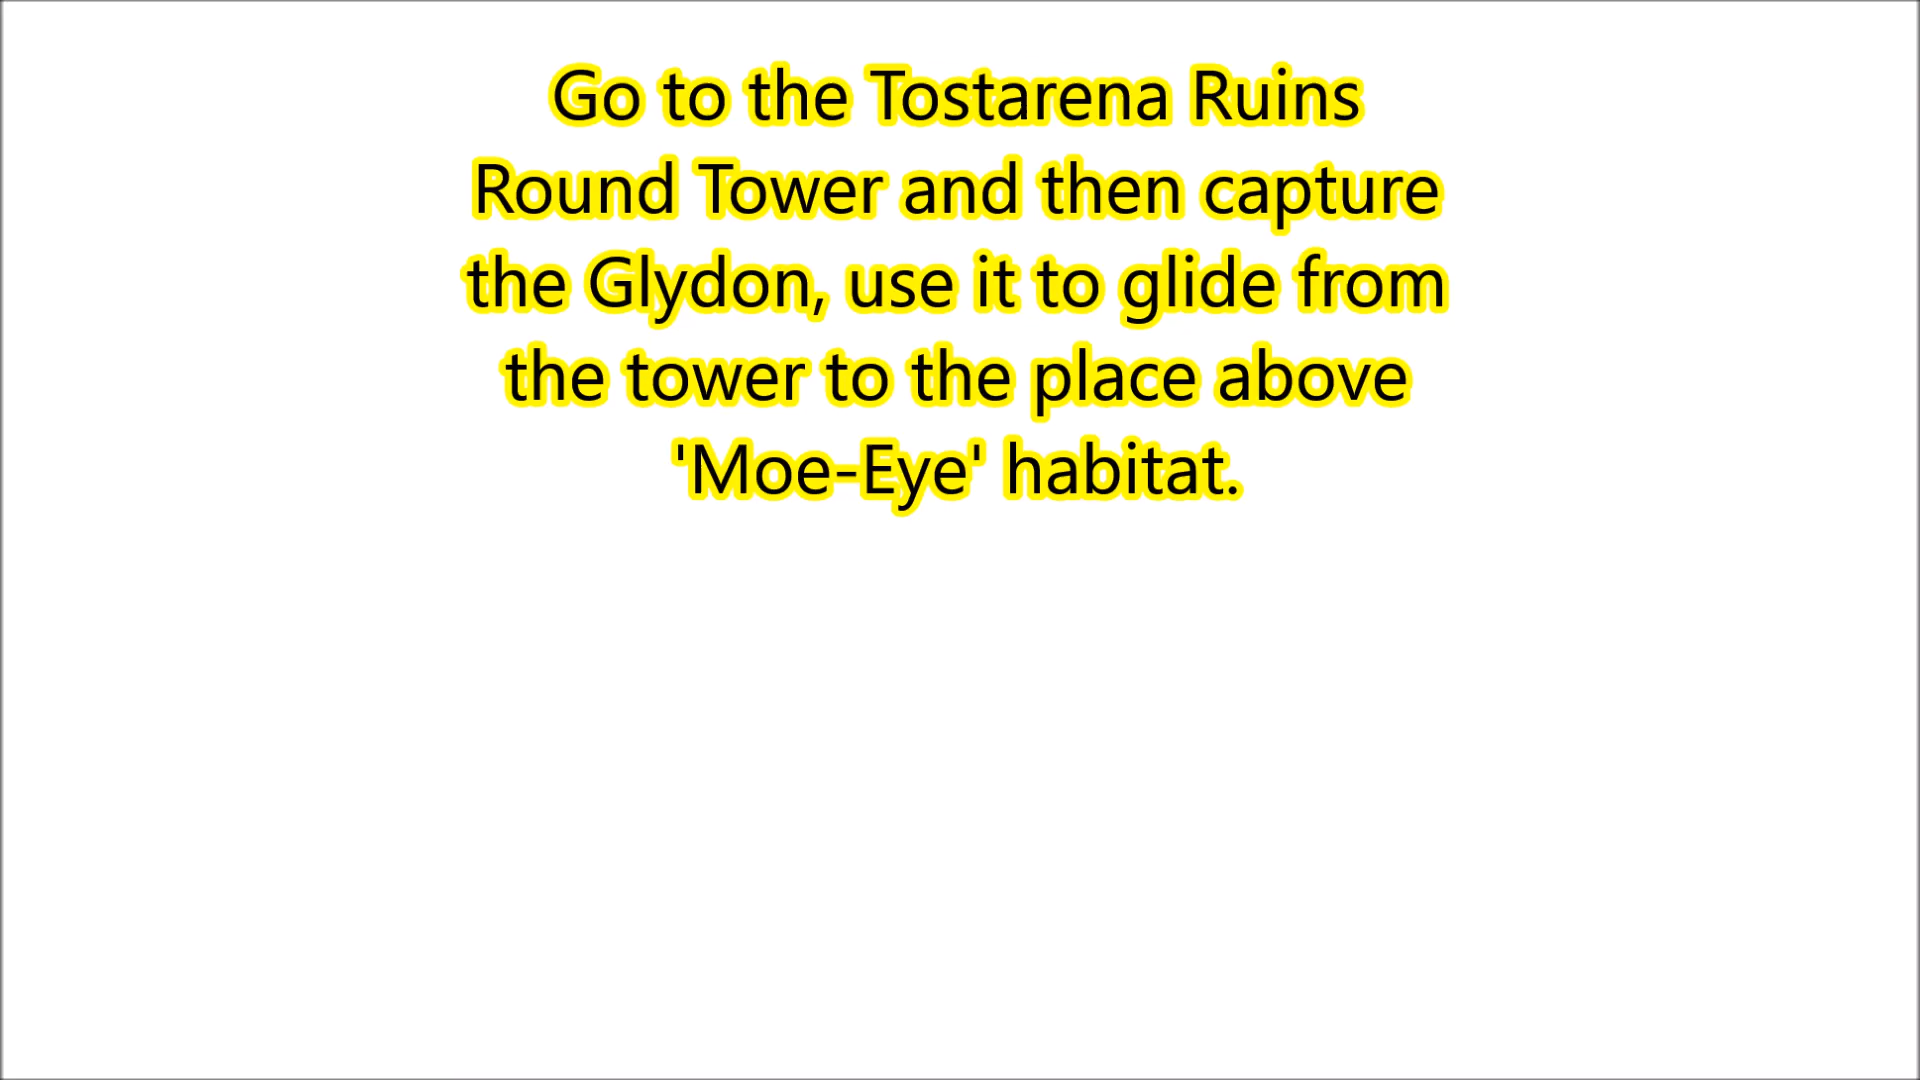 Go to the Tostarena Ruins
Round Tower and then capture
the Glydon, use it to glide from
the tower to the place above
'Moe-Eye' habitat.